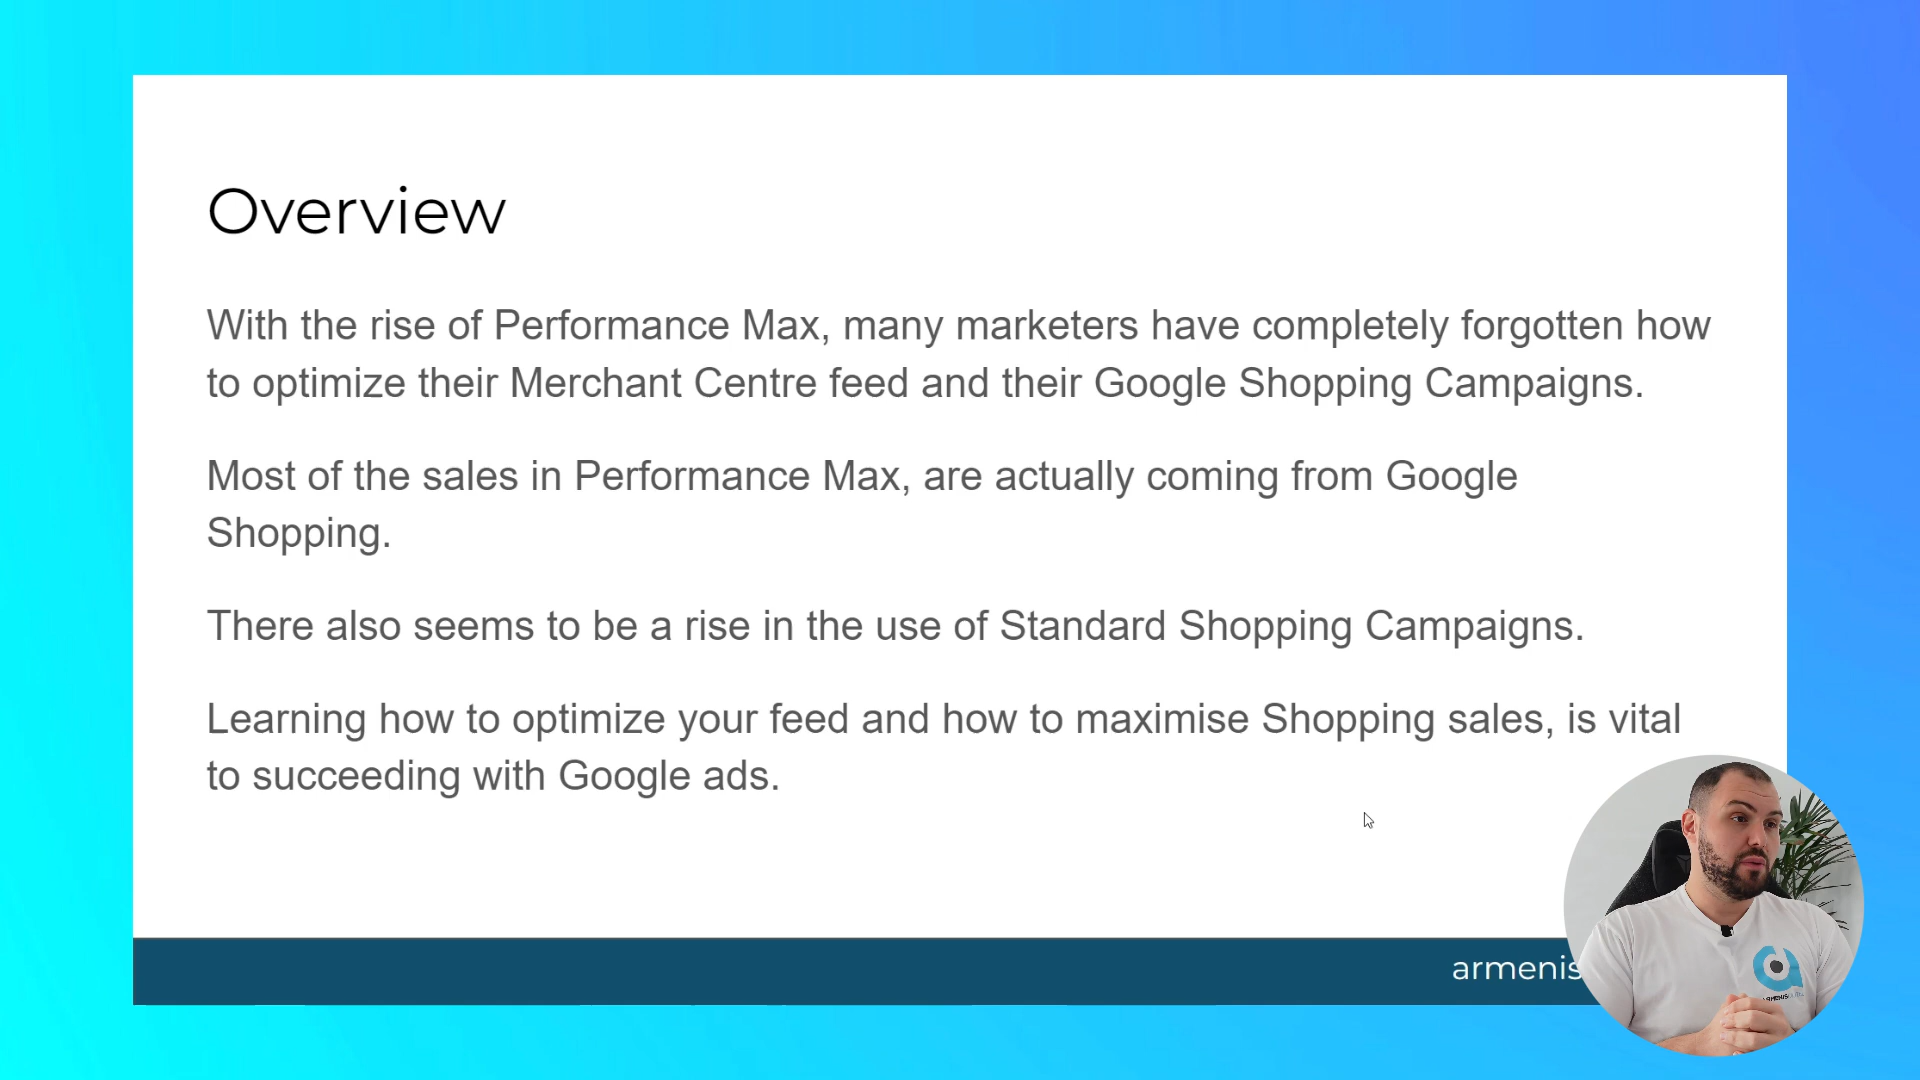 Overview
With the rise of Performance Max, many marketers have completely forgotten how
to optimize their Merchant Centre feed and their Google Shopping Campaigns.
Most of the sales in Performance Max, are actually coming from Google
Shopping.
There also seems to be a rise in the use of Standard Shopping Campaigns.
Learning how to optimize your feed and how to maximise Shopping sales, is vital
to succeeding with Google ads.
armenis